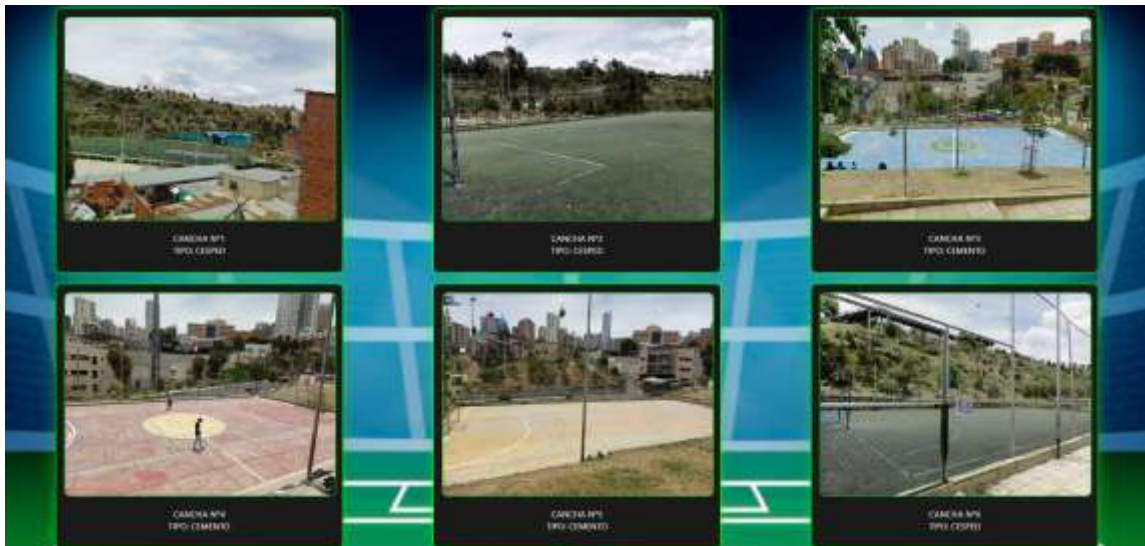 CANCHA Nº1
TIPO: CESPED
CANCHA Nº2
TIPO: CESPED
CANCHA Nº3
TIPO: CEMENTO
CANCHA Nº4
TIPO: CEMENTO
CANCHA Nº5
TIPO: CEMENTO
CANCHA Nº6
TIPO: CESPED